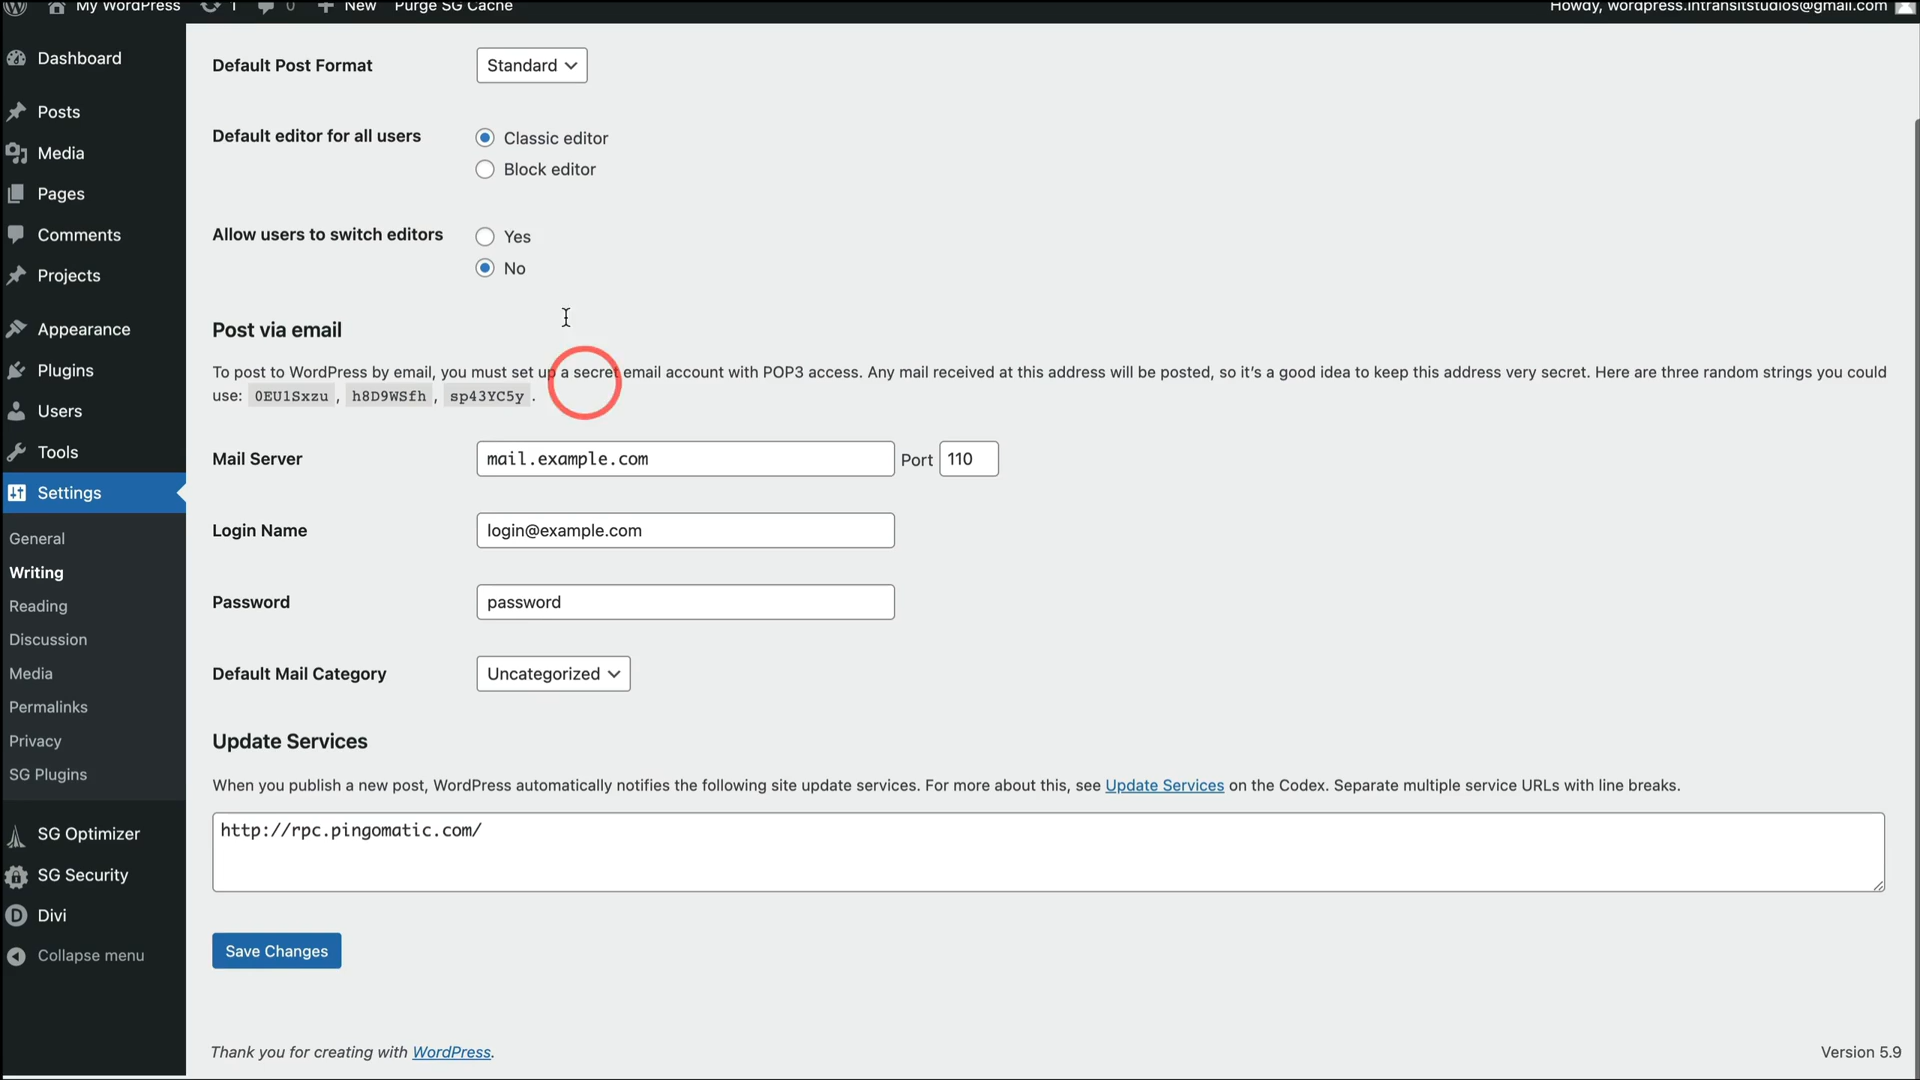 My WordPress 1 0 New Purge SG Cache Howdy, wordpress.intransitstudios@gmail.com
Dashboard
Posts
Media
Pages
Comments
Projects
Appearance
Plugins
Users
Tools
Settings
General
Writing
Reading
Discussion
Media
Permalinks
Privacy
SG Plugins
SG Optimizer
SG Security
Divi
Collapse menu
Default Post Format Standard
Default editor for all users Classic editor
Block editor
Allow users to switch editors Yes
No
Post via email
To post to WordPress by email, you must set up a secret email account with POP3 access. Any mail received at this address will be posted, so it's a good idea to keep this address very secret. Here are three random strings you could
use: 0EU1Sxzu , h8D9WSfh , sp43YC5y .
Mail Server mail.example.com Port 110
Login Name login@example.com
Password password
Default Mail Category Uncategorized
Update Services
When you publish a new post, WordPress automatically notifies the following site update services. For more about this, see Update Services on the Codex. Separate multiple service URLs with line breaks.
http://rpc.pingomatic.com/
Save Changes
Thank you for creating with WordPress. Version 5.9